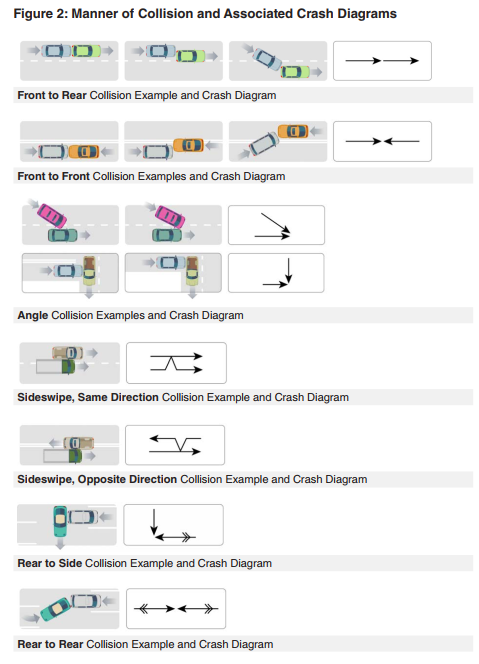 Figure 2: Manner of Collision and Associated Crash Diagrams
Front to Rear Collision Example and Crash Diagram
Front to Front Collision Examples and Crash Diagram
Angle Collision Examples and Crash Diagram
Sideswipe, Same Direction Collision Example and Crash Diagram
Sideswipe, Opposite Direction Collision Example and Crash Diagram
Rear to Side Collision Example and Crash Diagram
Rear to Rear Collision Example and Crash Diagram